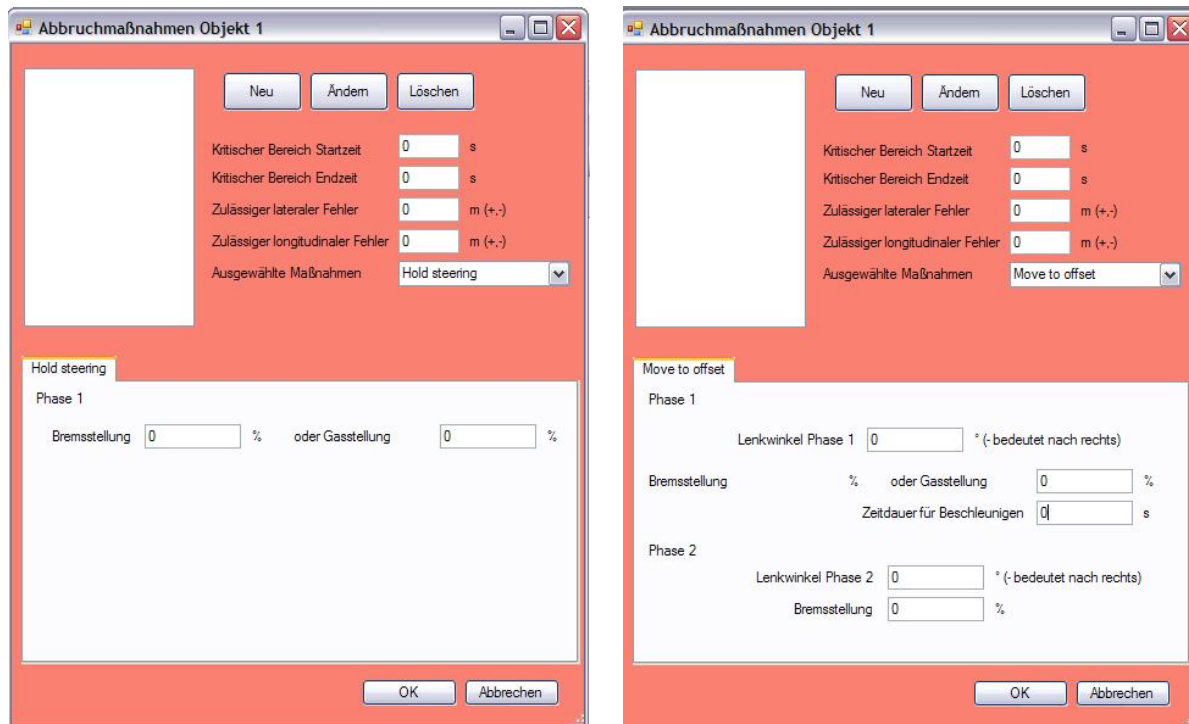 Abbruchmaßnahmen Objekt 1
Neu Ändern Löschen
Kritischer Bereich Startzeit 0 s
Kritischer Bereich Endzeit 0 s
Zulässiger lateraler Fehler 0 m (+,-)
Zulässiger longitudinaler Fehler 0 m (+,-)
Ausgewählte Maßnahmen Hold steering
Hold steering
Phase 1
Bremsstellung 0 % oder Gasstellung 0 %
OK Abbrechen
Abbruchmaßnahmen Objekt 1
Neu Ändern Löschen
Kritischer Bereich Startzeit 0 s
Kritischer Bereich Endzeit 0 s
Zulässiger lateraler Fehler 0 m (+,-)
Zulässiger longitudinaler Fehler 0 m (+,-)
Ausgewählte Maßnahmen Move to offset
Move to offset
Phase 1
Lenkwinkel Phase 1 0 ° (- bedeutet nach rechts)
Bremsstellung % oder Gasstellung 0 %
Zeitdauer für Beschleunigen 0 s
Phase 2
Lenkwinkel Phase 2 0 ° (- bedeutet nach rechts)
Bremsstellung 0 %
OK Abbrechen